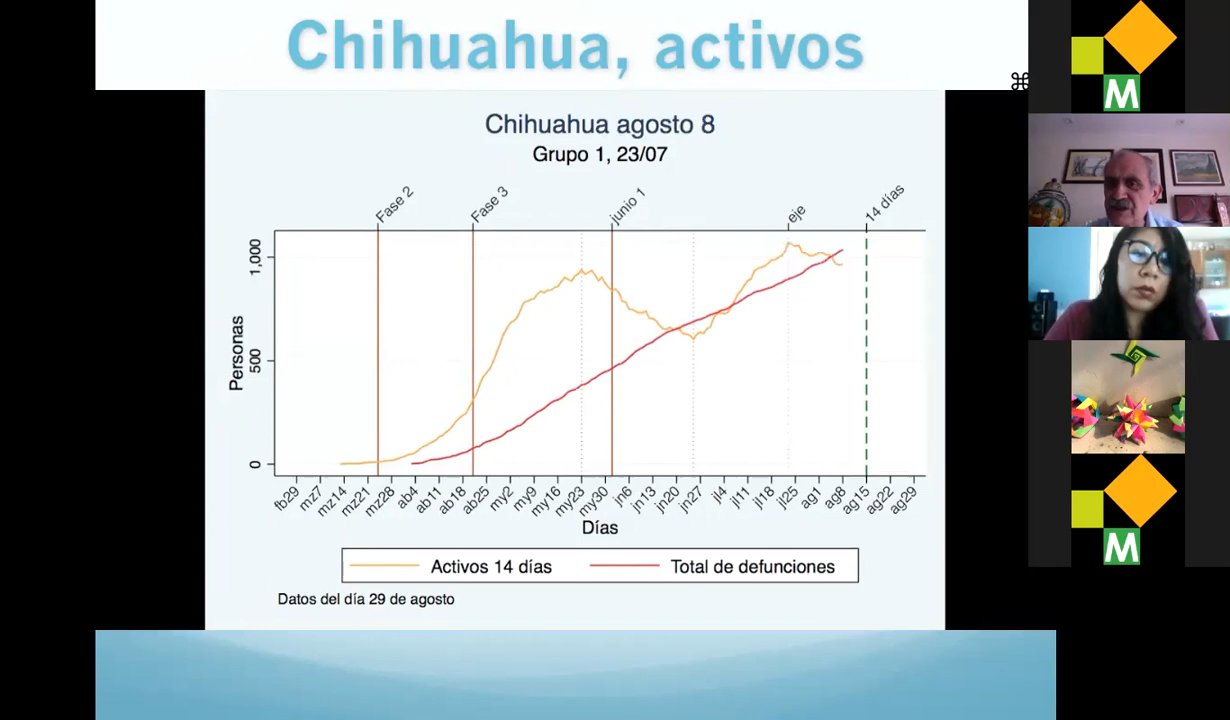 Chihuahua, activos
⌘
Chihuahua agosto 8
Grupo 1, 23/07
Fase 2
Fase 3
junio 1
eje
14 días
1,000
500
0
Personas
fb29 mz7 mz14 mz21 mz28 ab4 ab11 ab18 ab25 my2 my9 my16 my23 my30 jn6 jn13 jn20 jn27 jl4 jl11 jl18 jl25 ag1 ag8 ag15 ag22 ag29
Días
Activos 14 días Total de defunciones
Datos del día 29 de agosto
M
M